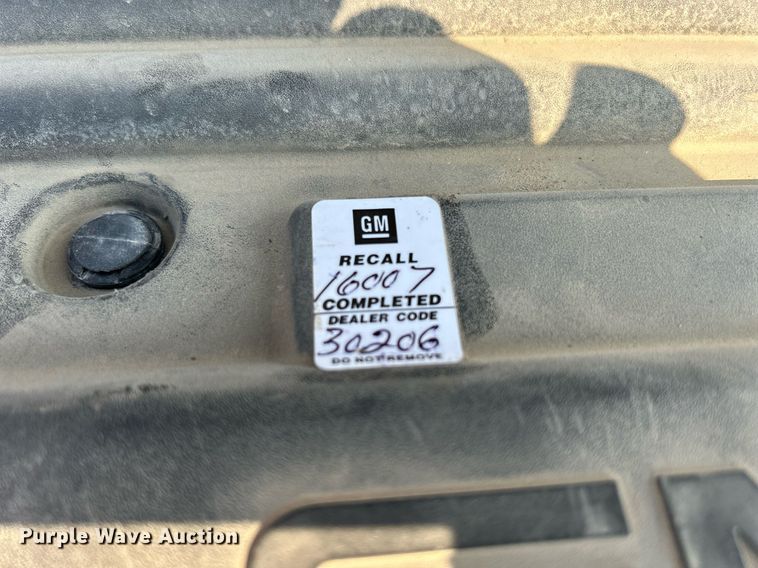 GM
RECALL
16007
COMPLETED
DEALER CODE
30206
DO NOT REMOVE
Purple Wave Auction